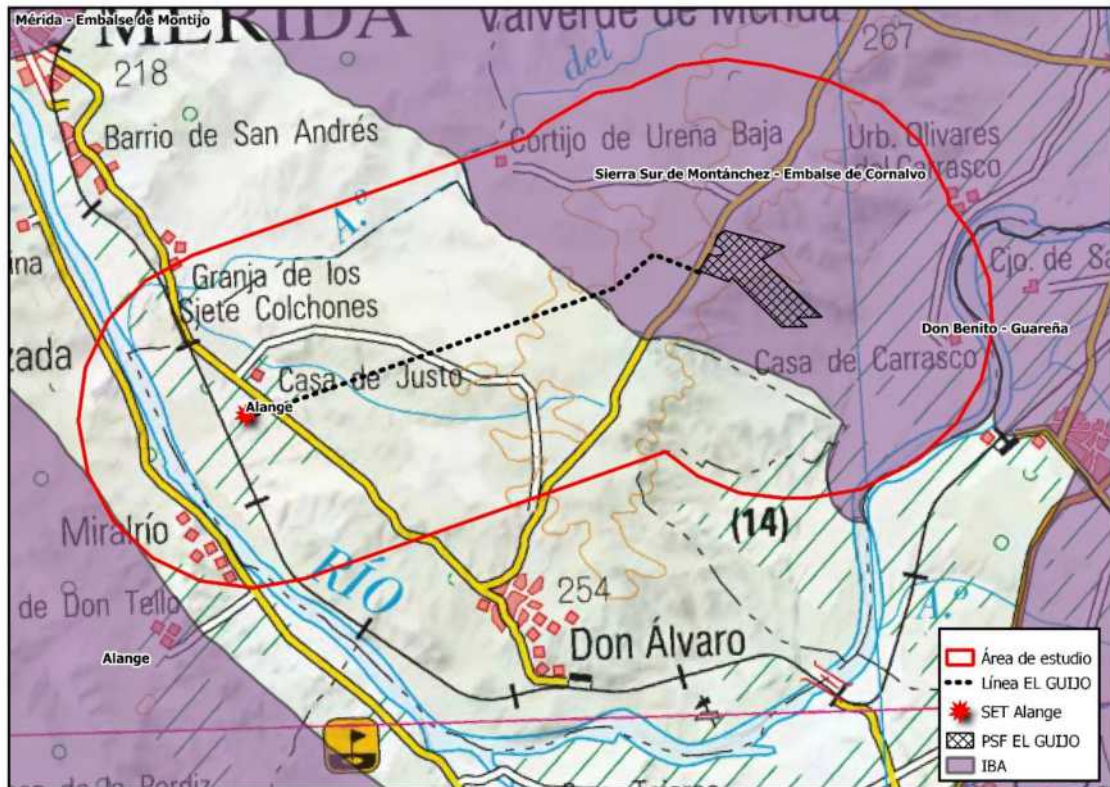 Mérida - Embalse de Montijo
MÉRIDA
Valverde de Mérida
267
218
del
Barrio de San Andrés
Cortijo de Ureña Baja
Urb. Olivares
del Carrasco
Sierra Sur de Montánchez - Embalse de Cornalvo
A.º
Granja de los
Siete Colchones
Cjo. de Sa
Don Benito - Guareña
Casa de Carrasco
Casa de Justo
Alange
(14)
Miralrío
RÍO
254
de Don Tello
A.º
Don Álvaro
Alange
Área de estudio
Línea EL GUIJO
SET Alange
PSF EL GUIJO
IBA